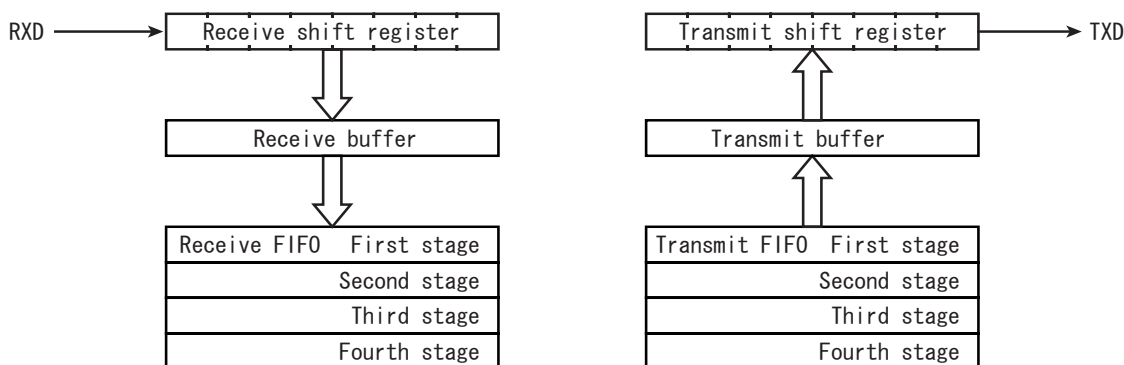 RXD
Receive shift register
Receive buffer
Receive FIFO First stage
Second stage
Third stage
Fourth stage
Transmit shift register
TXD
Transmit buffer
Transmit FIFO First stage
Second stage
Third stage
Fourth stage